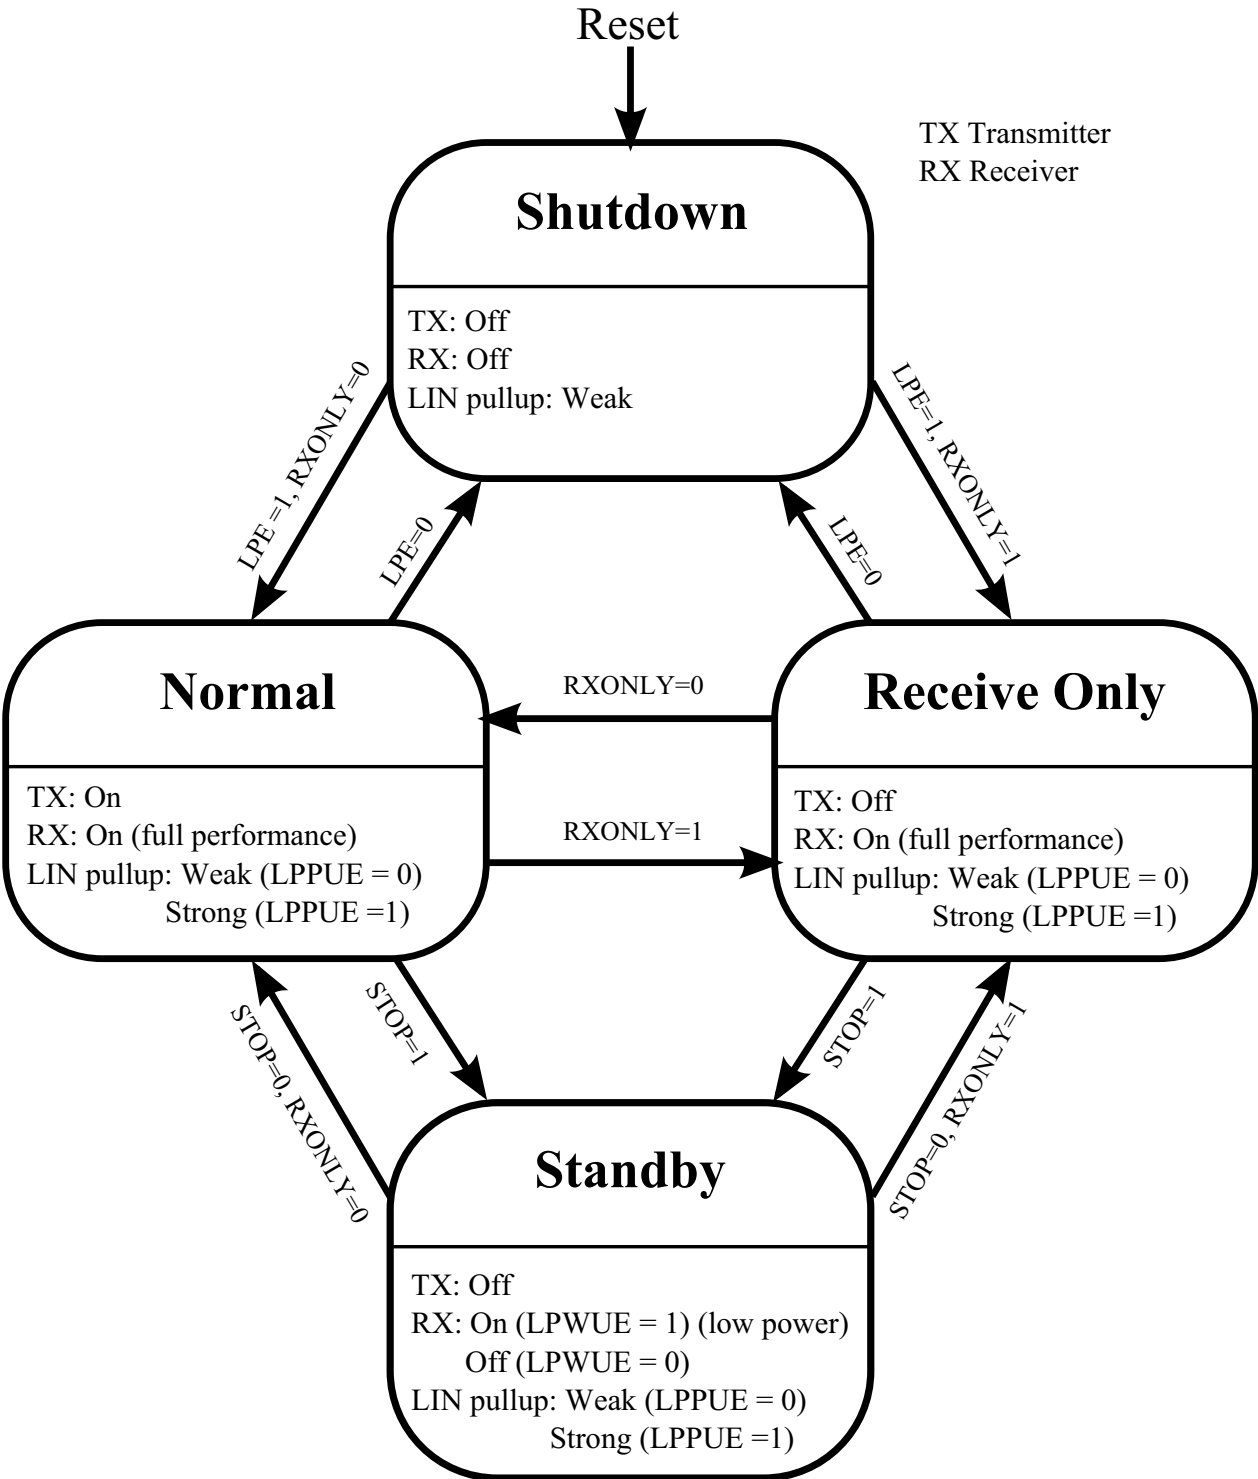 Reset
TX Transmitter
RX Receiver
Shutdown
TX: Off
RX: Off
LIN pullup: Weak
LPE =1, RXONLY=0
LPE=0
LPE=0
LPE=1, RXONLY=1
Normal
TX: On
RX: On (full performance)
LIN pullup: Weak (LPPUE = 0)
Strong (LPPUE =1)
RXONLY=0
RXONLY=1
Receive Only
TX: Off
RX: On (full performance)
LIN pullup: Weak (LPPUE = 0)
Strong (LPPUE =1)
STOP=0, RXONLY=0
STOP=1
STOP=1
STOP=0, RXONLY=1
Standby
TX: Off
RX: On (LPWUE = 1) (low power)
Off (LPWUE = 0)
LIN pullup: Weak (LPPUE = 0)
Strong (LPPUE =1)